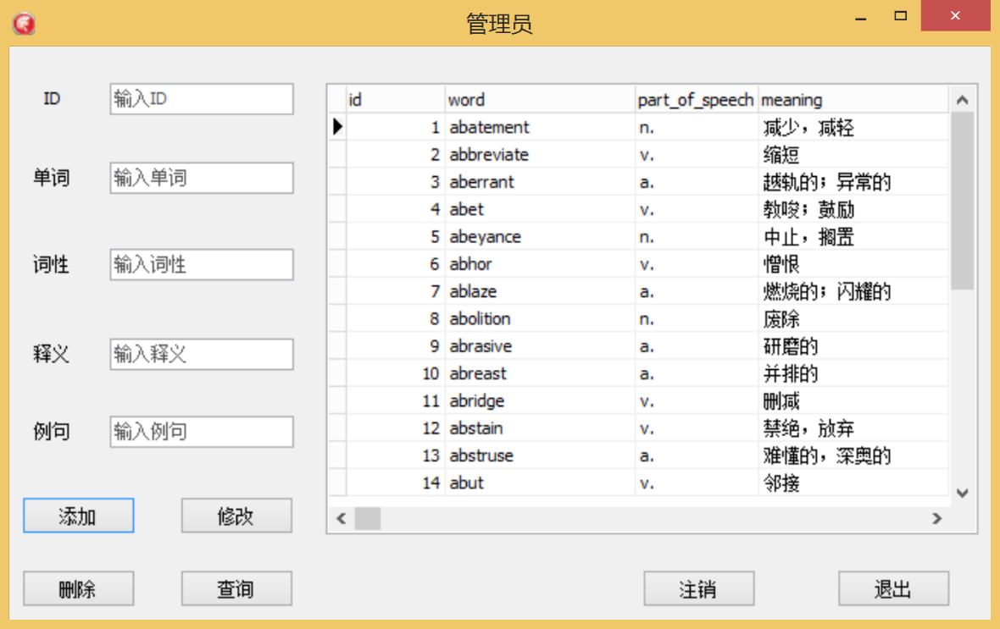 管理员
ID 输入ID
单词 输入单词
词性 输入词性
释义 输入释义
例句 输入例句
添加 修改
删除 查询
id word part_of_speech meaning
1 abatement n. 减少，减轻
2 abbreviate v. 缩短
3 aberrant a. 越轨的；异常的
4 abet v. 教唆；鼓励
5 abeyance n. 中止，搁置
6 abhor v. 憎恨
7 ablaze a. 燃烧的；闪耀的
8 abolition n. 废除
9 abrasive a. 研磨的
10 abreast a. 并排的
11 abridge v. 删减
12 abstain v. 禁绝，放弃
13 abstruse a. 难懂的，深奥的
14 abut v. 邻接
注销 退出